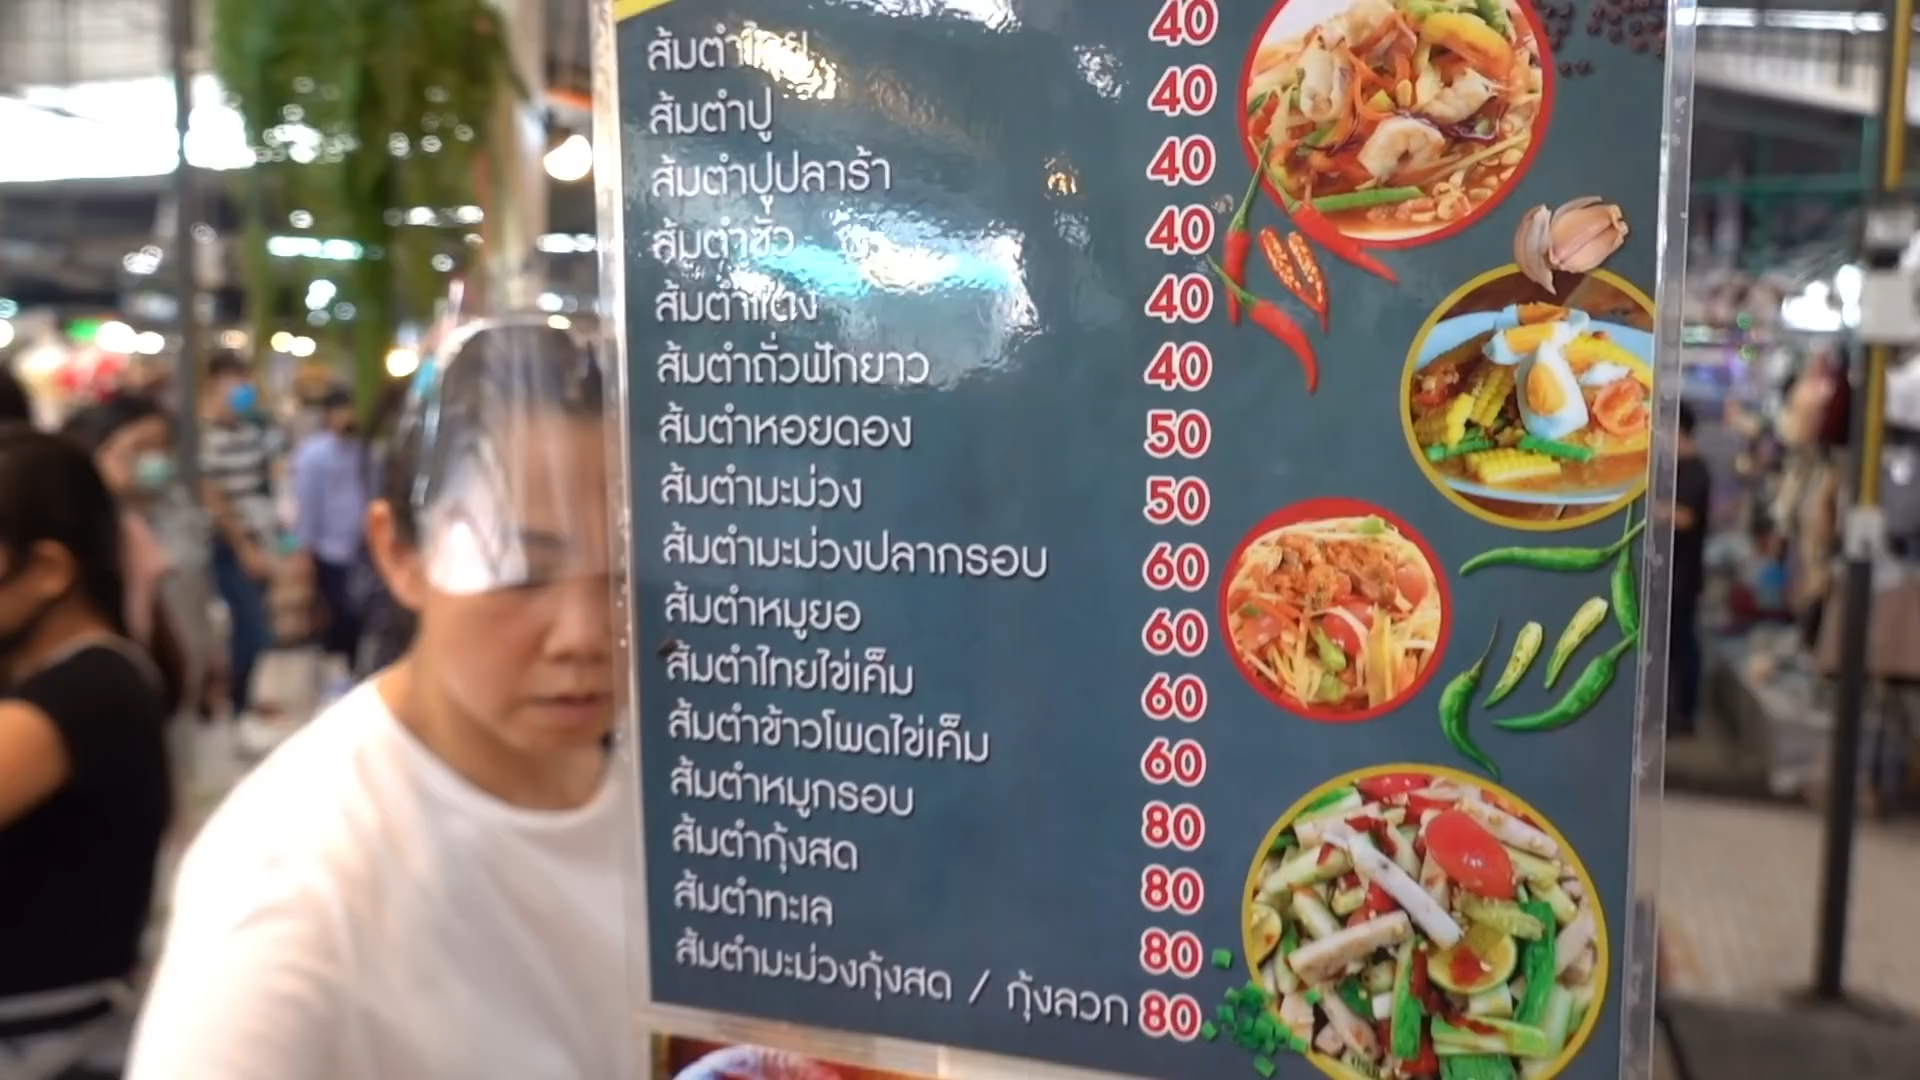 ส้มตำไทย 40
ส้มตำปู 40
ส้มตำปูปลาร้า 40
ส้มตำซั่ว 40
ส้มตำแตง 40
ส้มตำถั่วฝักยาว 40
ส้มตำหอยดอง 50
ส้มตำมะม่วง 50
ส้มตำมะม่วงปลากรอบ 60
ส้มตำหมูยอ 60
ส้มตำไทยไข่เค็ม 60
ส้มตำข้าวโพดไข่เค็ม 60
ส้มตำหมูกรอบ 80
ส้มตำกุ้งสด 80
ส้มตำทะเล 80
ส้มตำมะม่วงกุ้งสด / กุ้งลวก 80